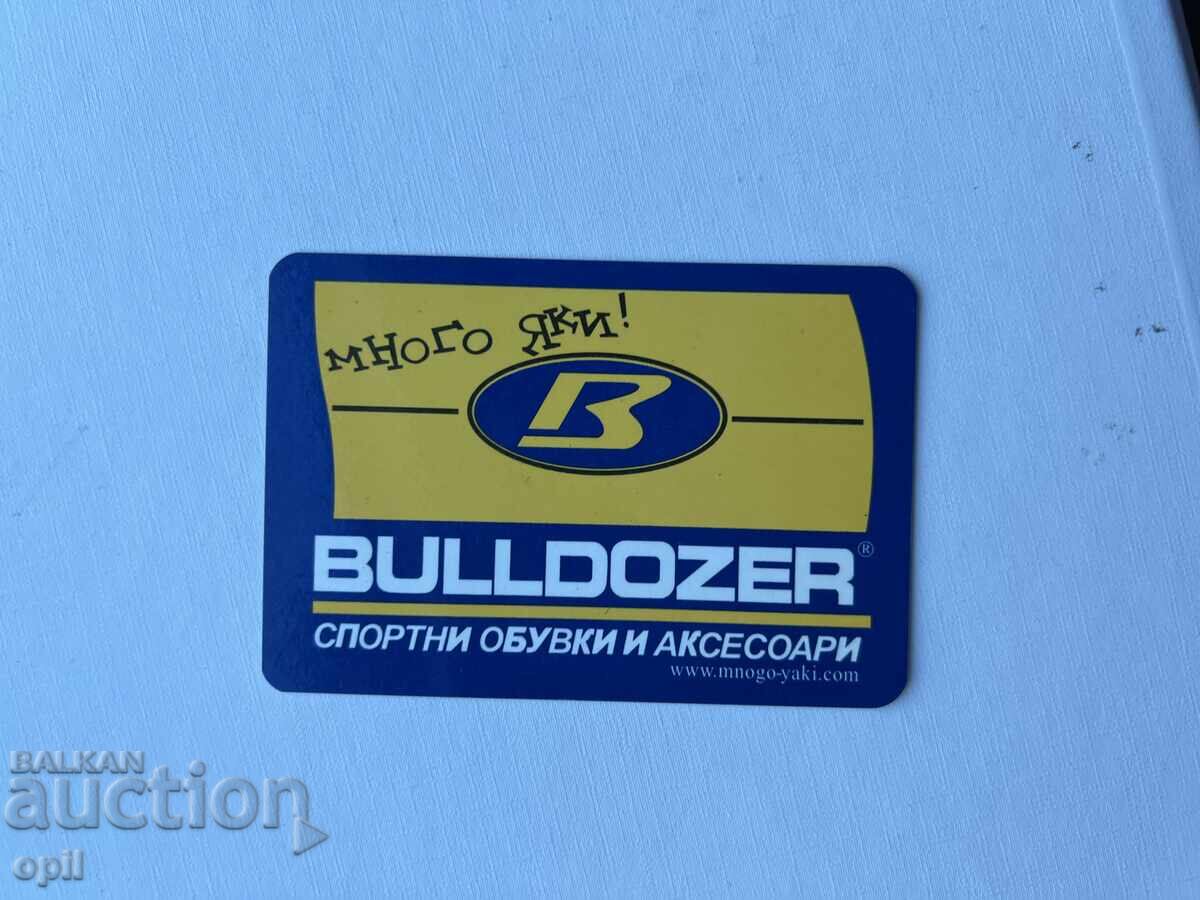 много яки!
B
BULLDOZER®
СПОРТНИ ОБУВКИ И АКСЕСОАРИ
www.mnogo-yaki.com
BALKAN
auction
opil